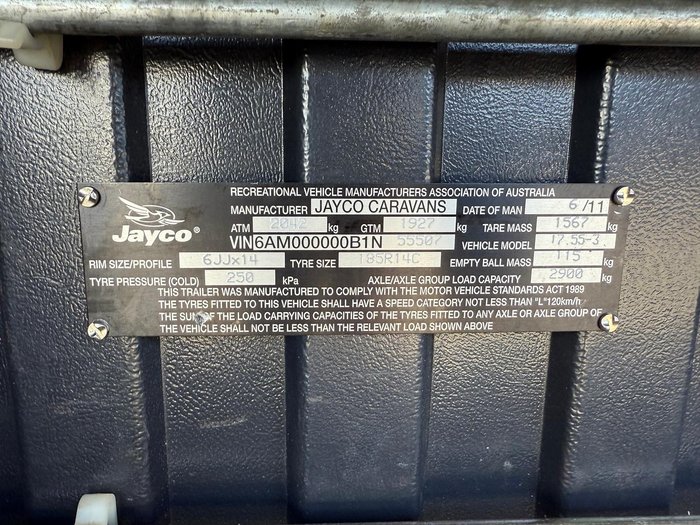 RECREATIONAL VEHICLE MANUFACTURERS ASSOCIATION OF AUSTRALIA
MANUFACTURER JAYCO CARAVANS DATE OF MAN 6/11
ATM 2042 kg GTM 1927 kg TARE MASS 1567 kg
Jayco
VIN 6AM000000B1N 55507 VEHICLE MODEL 17.55-3
RIM SIZE/PROFILE 6JJx14 TYRE SIZE 185R14C EMPTY BALL MASS 115 kg
TYRE PRESSURE (COLD) 250 kPa AXLE/AXLE GROUP LOAD CAPACITY 2900 kg
THIS TRAILER WAS MANUFACTURED TO COMPLY WITH THE MOTOR VEHICLE STANDARDS ACT 1989
THE TYRES FITTED TO THIS VEHICLE SHALL HAVE A SPEED CATEGORY NOT LESS THAN "L"120km/h
THE SUM OF THE LOAD CARRYING CAPACITIES OF THE TYRES FITTED TO ANY AXLE OR AXLE GROUP OF
THE VEHICLE SHALL NOT BE LESS THAN THE RELEVANT LOAD SHOWN ABOVE